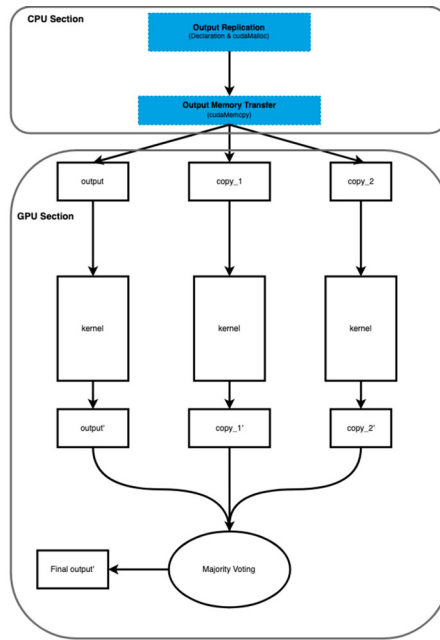 CPU Section
Output Replication
(Declaration & cudaMalloc)
Output Memory Transfer
(cudaMemcpy)
output
copy_1
copy_2
GPU Section
kernel
kernel
kernel
output'
copy_1'
copy_2'
Final output'
Majority Voting